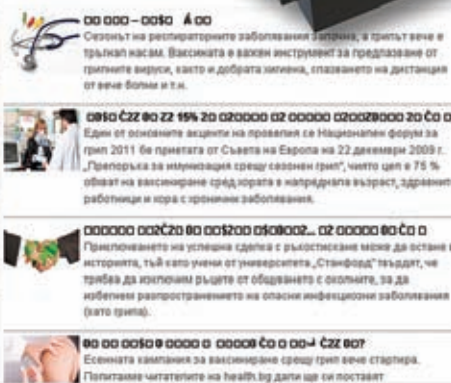 Сезонът на респираторните заболявания започна, а грипът вече е
тръгнал насам. Ваксината е важен инструмент за предпазване от
грипните вируси, както и добрата хигиена, спазването на дистанция
от вече болни и т.н.
15%
Един от основните акценти на провелия се Национален форум за
грип 2011 бе приетата от Съвета на Европа на 22 декември 2009 г.
„Препоръка за имунизация срещу сезонен грип", чиято цел е 75 %
обхват на ваксиниране сред хората в напреднала възраст, здравните
работници и хора с хронични заболявания.
Приключването на успешна сделка с ръкостискане може да остане в
историята, тъй като учени от университета „Станфорд" твърдят, че
трябва да изключим ръцете от общуването с околните, за да
избегнем разпространението на опасни инфекциозни заболявания
(като грипа).
Есенната кампания за ваксиниране срещу грип вече стартира.
Попитахме читателите на health.bg дали ще си поставят